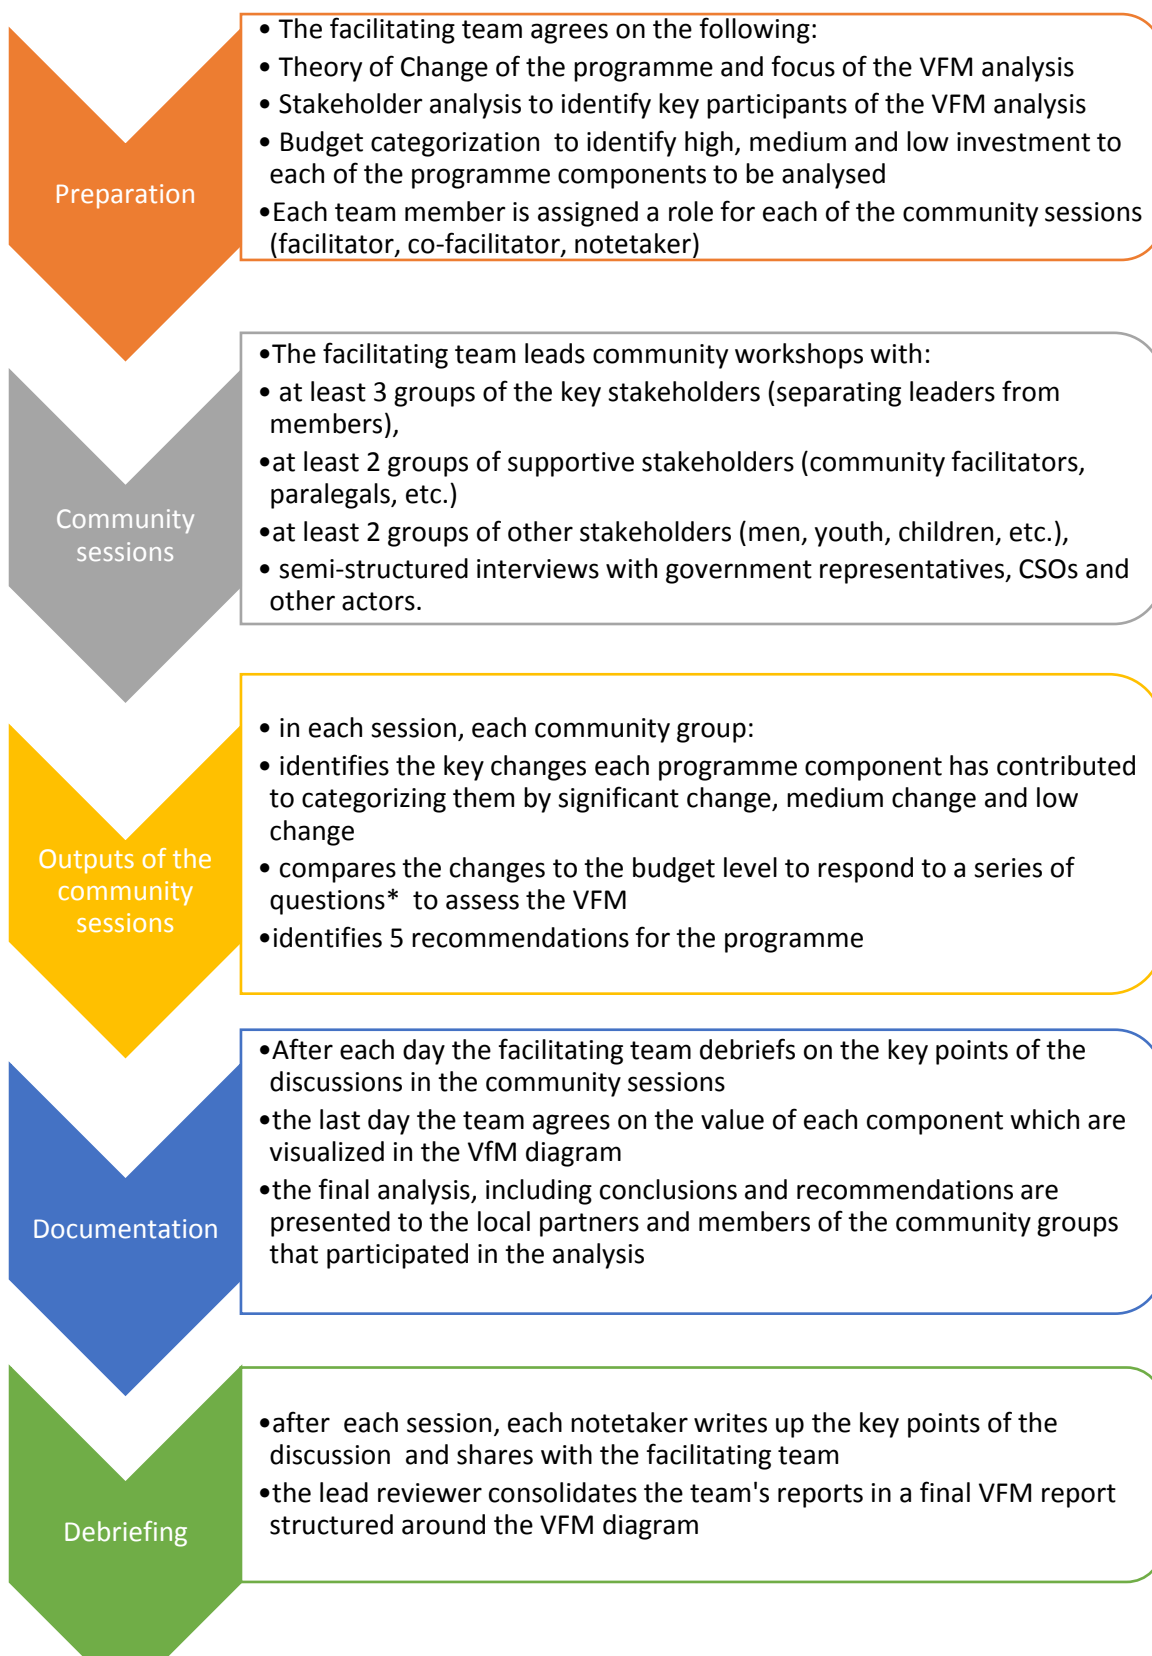 Preparation
• The facilitating team agrees on the following:
• Theory of Change of the programme and focus of the VFM analysis
• Stakeholder analysis to identify key participants of the VFM analysis
• Budget categorization to identify high, medium and low investment to
each of the programme components to be analysed
•Each team member is assigned a role for each of the community sessions
(facilitator, co-facilitator, notetaker)
Community
sessions
•The facilitating team leads community workshops with:
• at least 3 groups of the key stakeholders (separating leaders from
members),
•at least 2 groups of supportive stakeholders (community facilitators,
paralegals, etc.)
•at least 2 groups of other stakeholders (men, youth, children, etc.),
• semi-structured interviews with government representatives, CSOs and
other actors.
Outputs of the
community
sessions
• in each session, each community group:
• identifies the key changes each programme component has contributed
to categorizing them by significant change, medium change and low
change
• compares the changes to the budget level to respond to a series of
questions* to assess the VFM
•identifies 5 recommendations for the programme
Documentation
•After each day the facilitating team debriefs on the key points of the
discussions in the community sessions
•the last day the team agrees on the value of each component which are
visualized in the VfM diagram
•the final analysis, including conclusions and recommendations are
presented to the local partners and members of the community groups
that participated in the analysis
Debriefing
•after each session, each notetaker writes up the key points of the
discussion and shares with the facilitating team
•the lead reviewer consolidates the team's reports in a final VFM report
structured around the VFM diagram